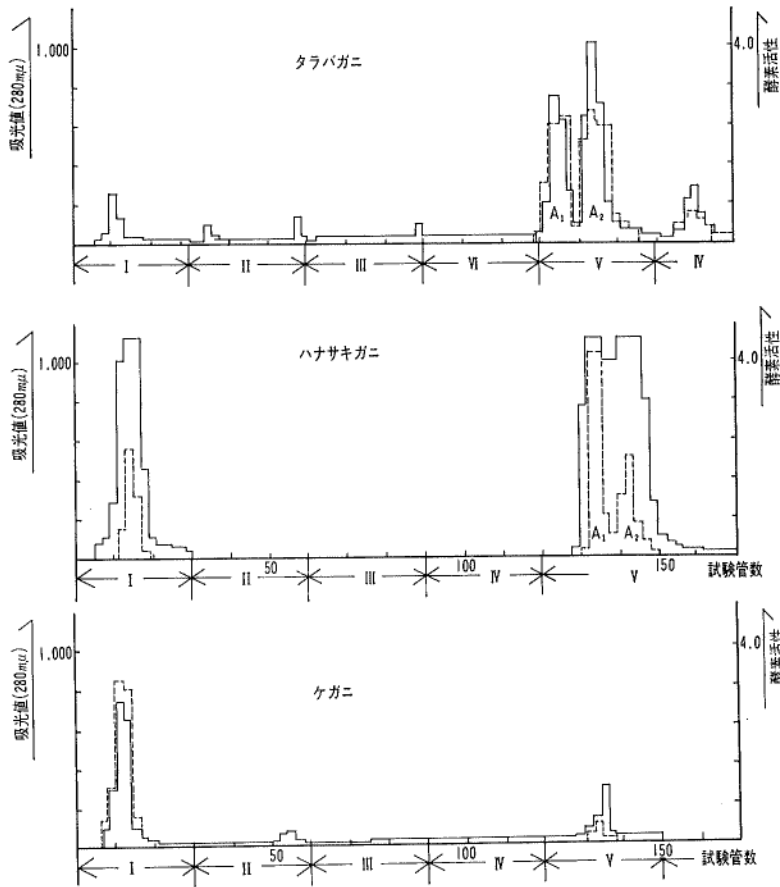 1,000
吸光値(280mμ)
タラバガニ
4.0
酵素活性
A₁ A₂
I II III VI V IV
1,000
吸光値(280mμ)
ハナサキガニ
4.0
酵素活性
A₁ A₂
50 100 150 試験管数
I II III IV V
1,000
吸光値(280mμ)
ケガニ
4.0
酵素活性
50 100 150 試験管数
I II III IV V